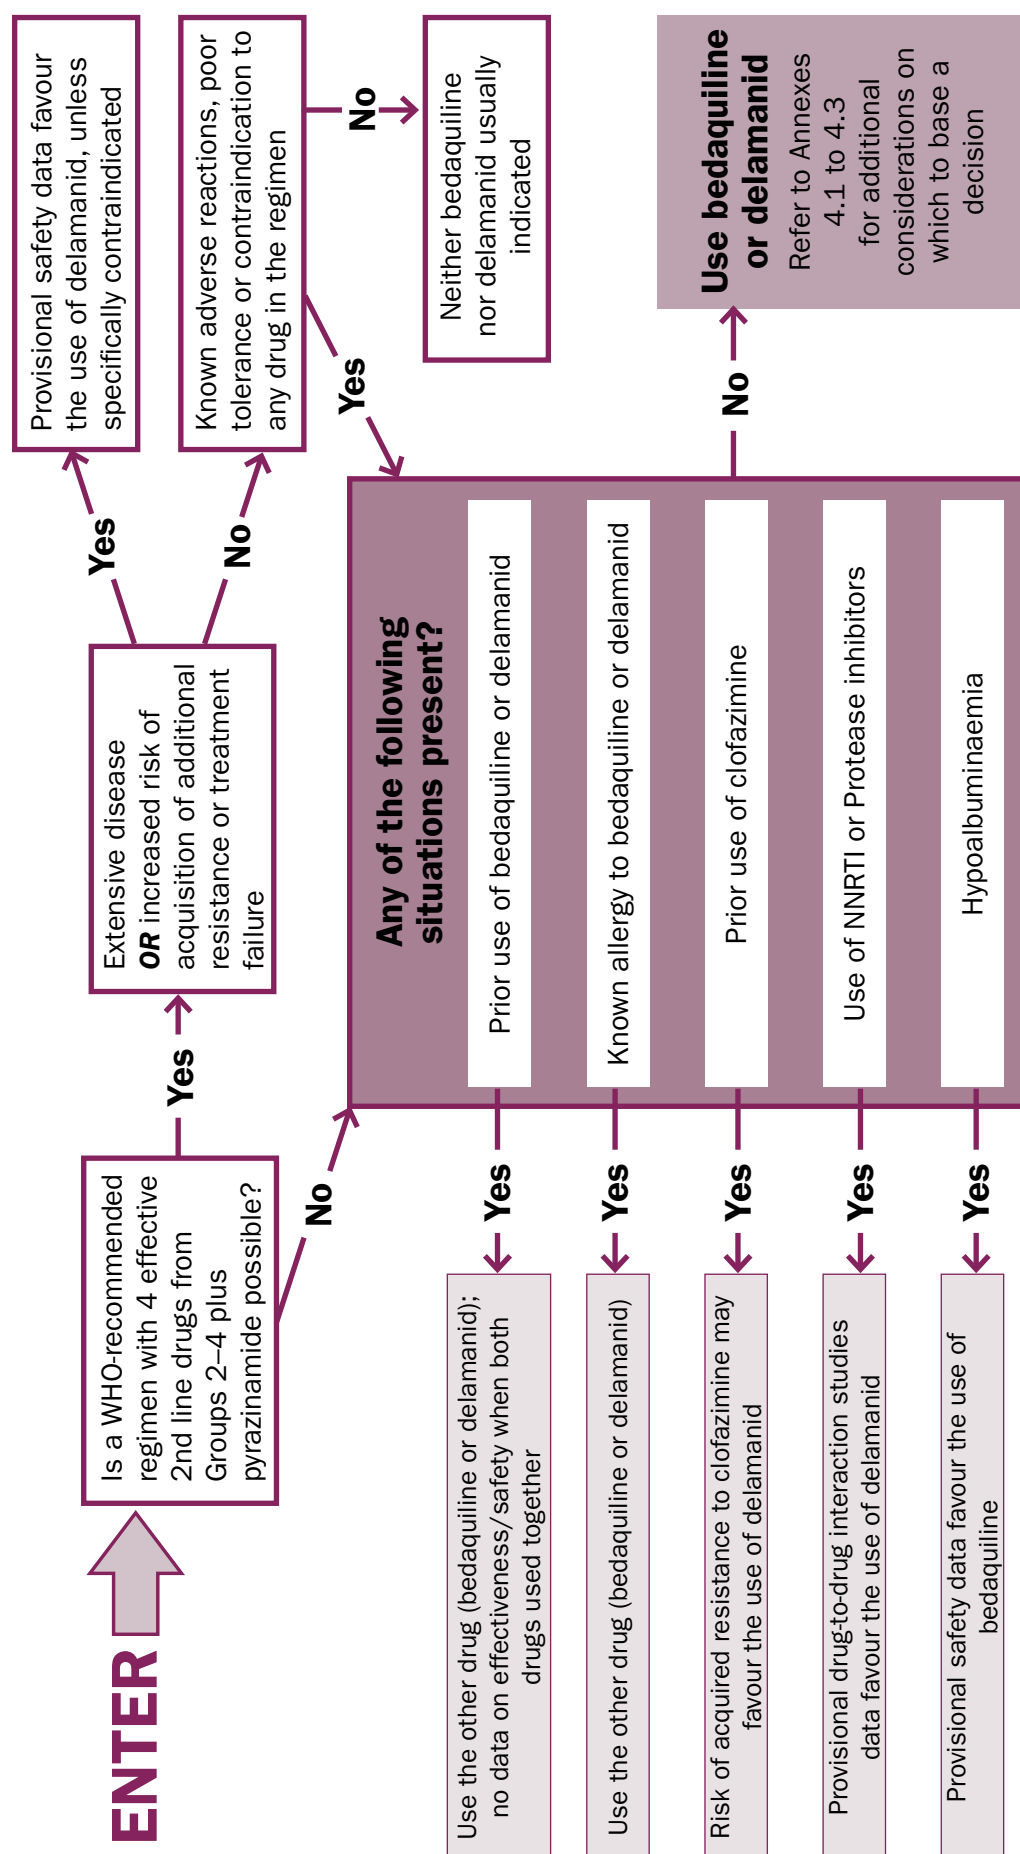 ENTER
Is a WHO-recommended
regimen with 4 effective
2nd line drugs from
Groups 2–4 plus
pyrazinamide possible?
Yes
No
Extensive disease
OR increased risk of
acquisition of additional
resistance or treatment
failure
Yes
No
Provisional safety data favour
the use of delamanid, unless
specifically contraindicated
Known adverse reactions, poor
tolerance or contraindication to
any drug in the regimen
Yes
No
Neither bedaquiline
nor delamanid usually
indicated
Any of the following
situations present?
Prior use of bedaquiline or delamanid
Yes
Use the other drug (bedaquiline or delamanid);
no data on effectiveness/safety when both
drugs used together
Known allergy to bedaquiline or delamanid
Yes
Use the other drug (bedaquiline or delamanid)
Prior use of clofazimine
Yes
Risk of acquired resistance to clofazimine may
favour the use of delamanid
Use of NNRTI or Protease inhibitors
Yes
Provisional drug-to-drug interaction studies
data favour the use of delamanid
Hypoalbuminaemia
Yes
Provisional safety data favour the use of
bedaquiline
No
Use bedaquiline
or delamanid
Refer to Annexes
4.1 to 4.3
for additional
considerations on
which to base a
decision